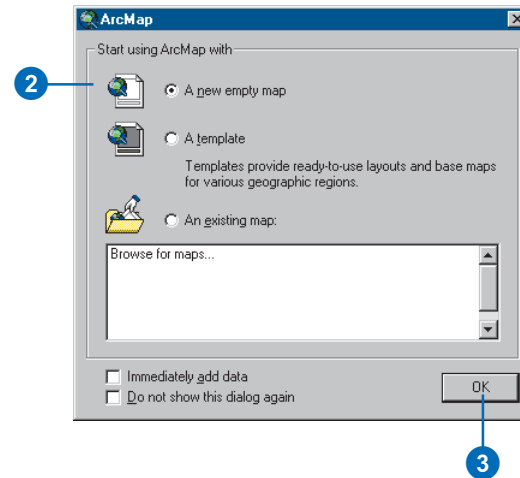 ArcMap
Start using ArcMap with
2
A new empty map
A template
Templates provide ready-to-use layouts and base maps
for various geographic regions.
An existing map:
Browse for maps...
Immediately add data
Do not show this dialog again
OK
3